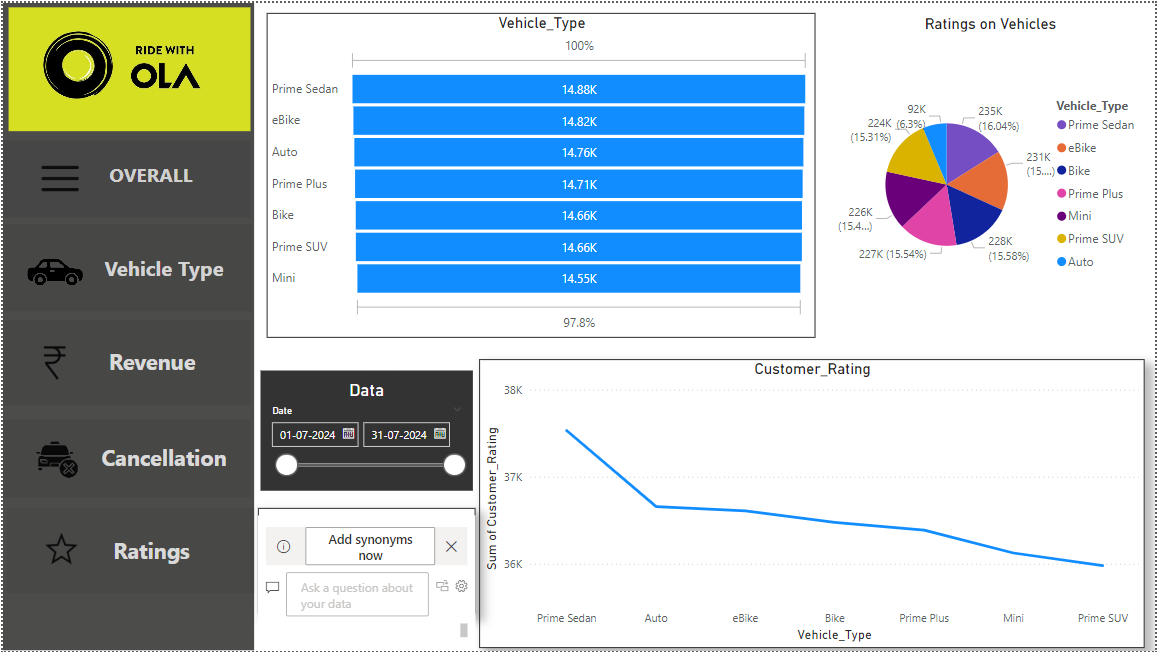 RIDE WITH
OLA
OVERALL
Vehicle Type
Revenue
Cancellation
Ratings
Vehicle_Type
100%
Prime Sedan 14.88K
eBike 14.82K
Auto 14.76K
Prime Plus 14.71K
Bike 14.66K
Prime SUV 14.66K
Mini 14.55K
97.8%
Ratings on Vehicles
92K
(6.3%)
235K
(16.04%)
224K
(15.31%)
231K
(15....)
226K
(15.4...)
228K
(15.58%)
227K (15.54%)
Vehicle_Type
Prime Sedan
eBike
Bike
Prime Plus
Mini
Prime SUV
Auto
Data
Date
01-07-2024 31-07-2024
Add synonyms
now
Ask a question about
your data
Customer_Rating
Sum of Customer_Rating
38K
37K
36K
Prime Sedan Auto eBike Bike Prime Plus Mini Prime SUV
Vehicle_Type